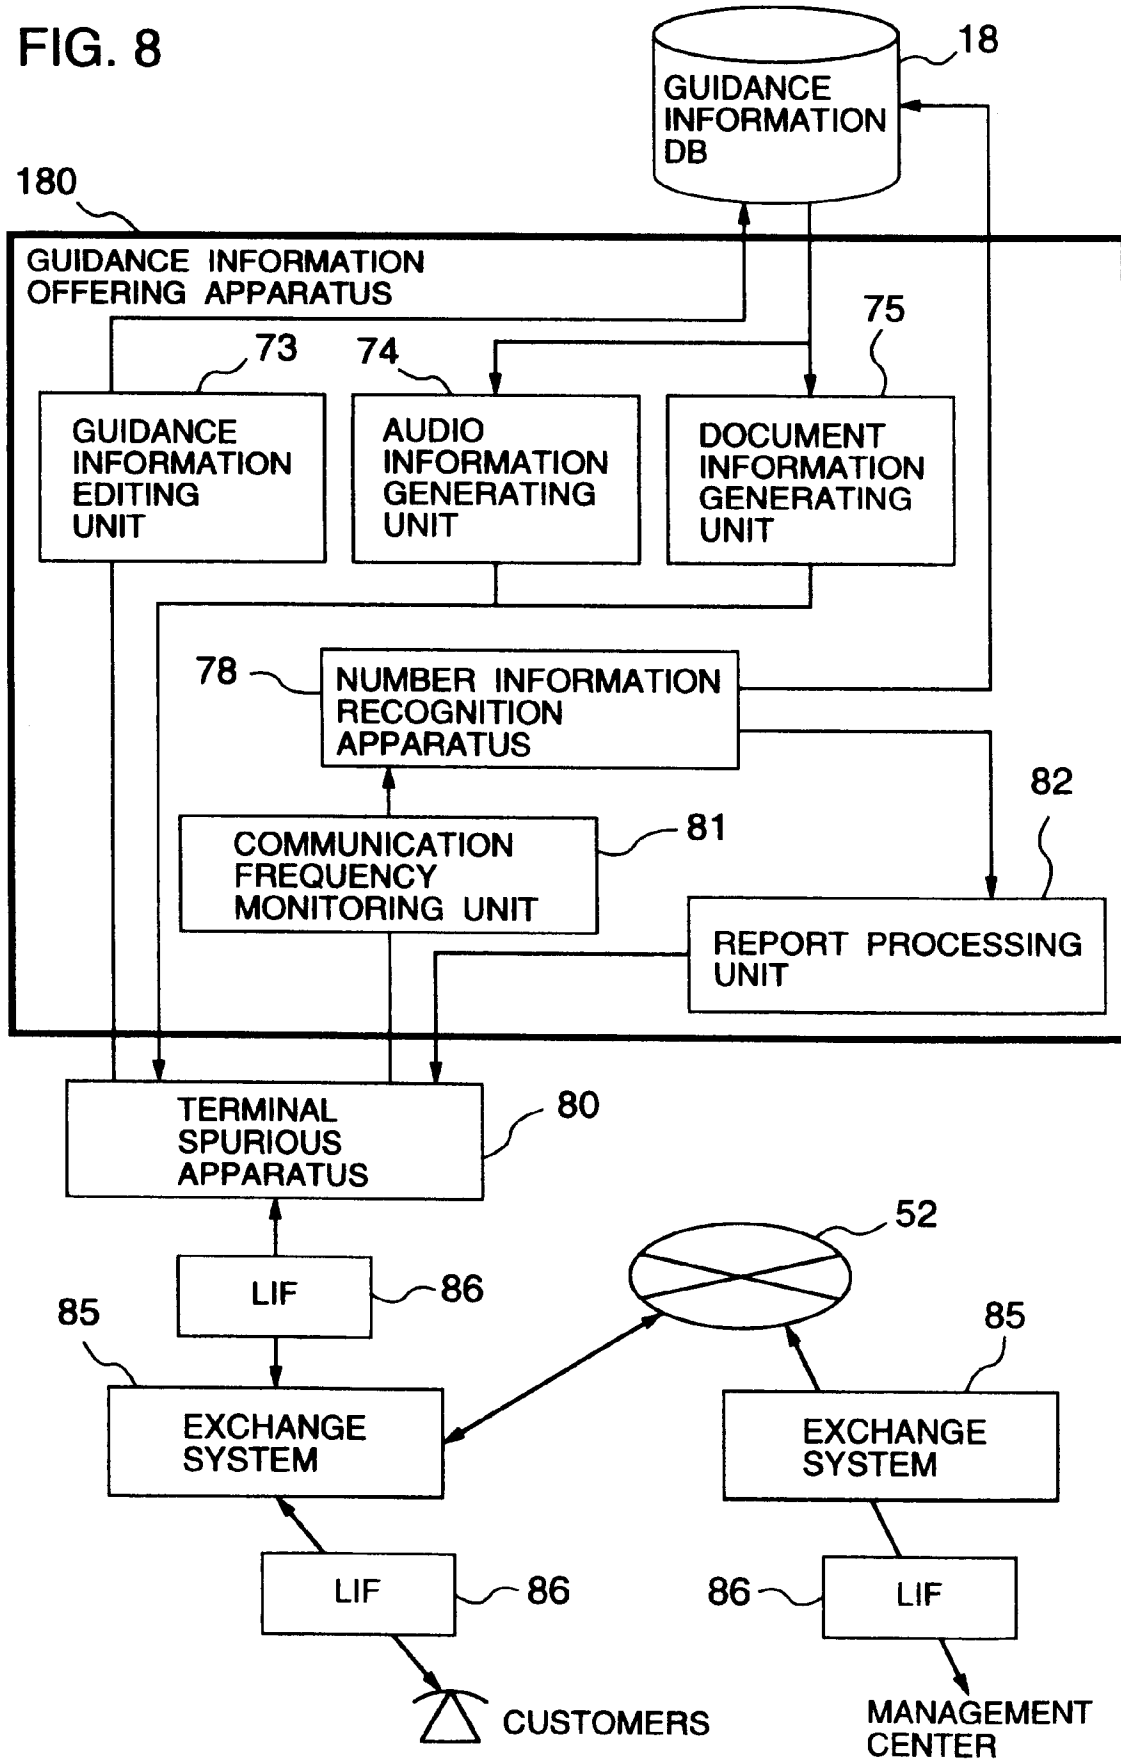 FIG. 8
18
GUIDANCE
INFORMATION
DB
180
GUIDANCE INFORMATION
OFFERING APPARATUS
73
74
75
GUIDANCE
INFORMATION
EDITING
UNIT
AUDIO
INFORMATION
GENERATING
UNIT
DOCUMENT
INFORMATION
GENERATING
UNIT
78
NUMBER INFORMATION
RECOGNITION
APPARATUS
81
COMMUNICATION
FREQUENCY
MONITORING UNIT
82
REPORT PROCESSING
UNIT
80
TERMINAL
SPURIOUS
APPARATUS
52
LIF
86
85
EXCHANGE
SYSTEM
85
EXCHANGE
SYSTEM
LIF
86
86
LIF
CUSTOMERS
MANAGEMENT
CENTER